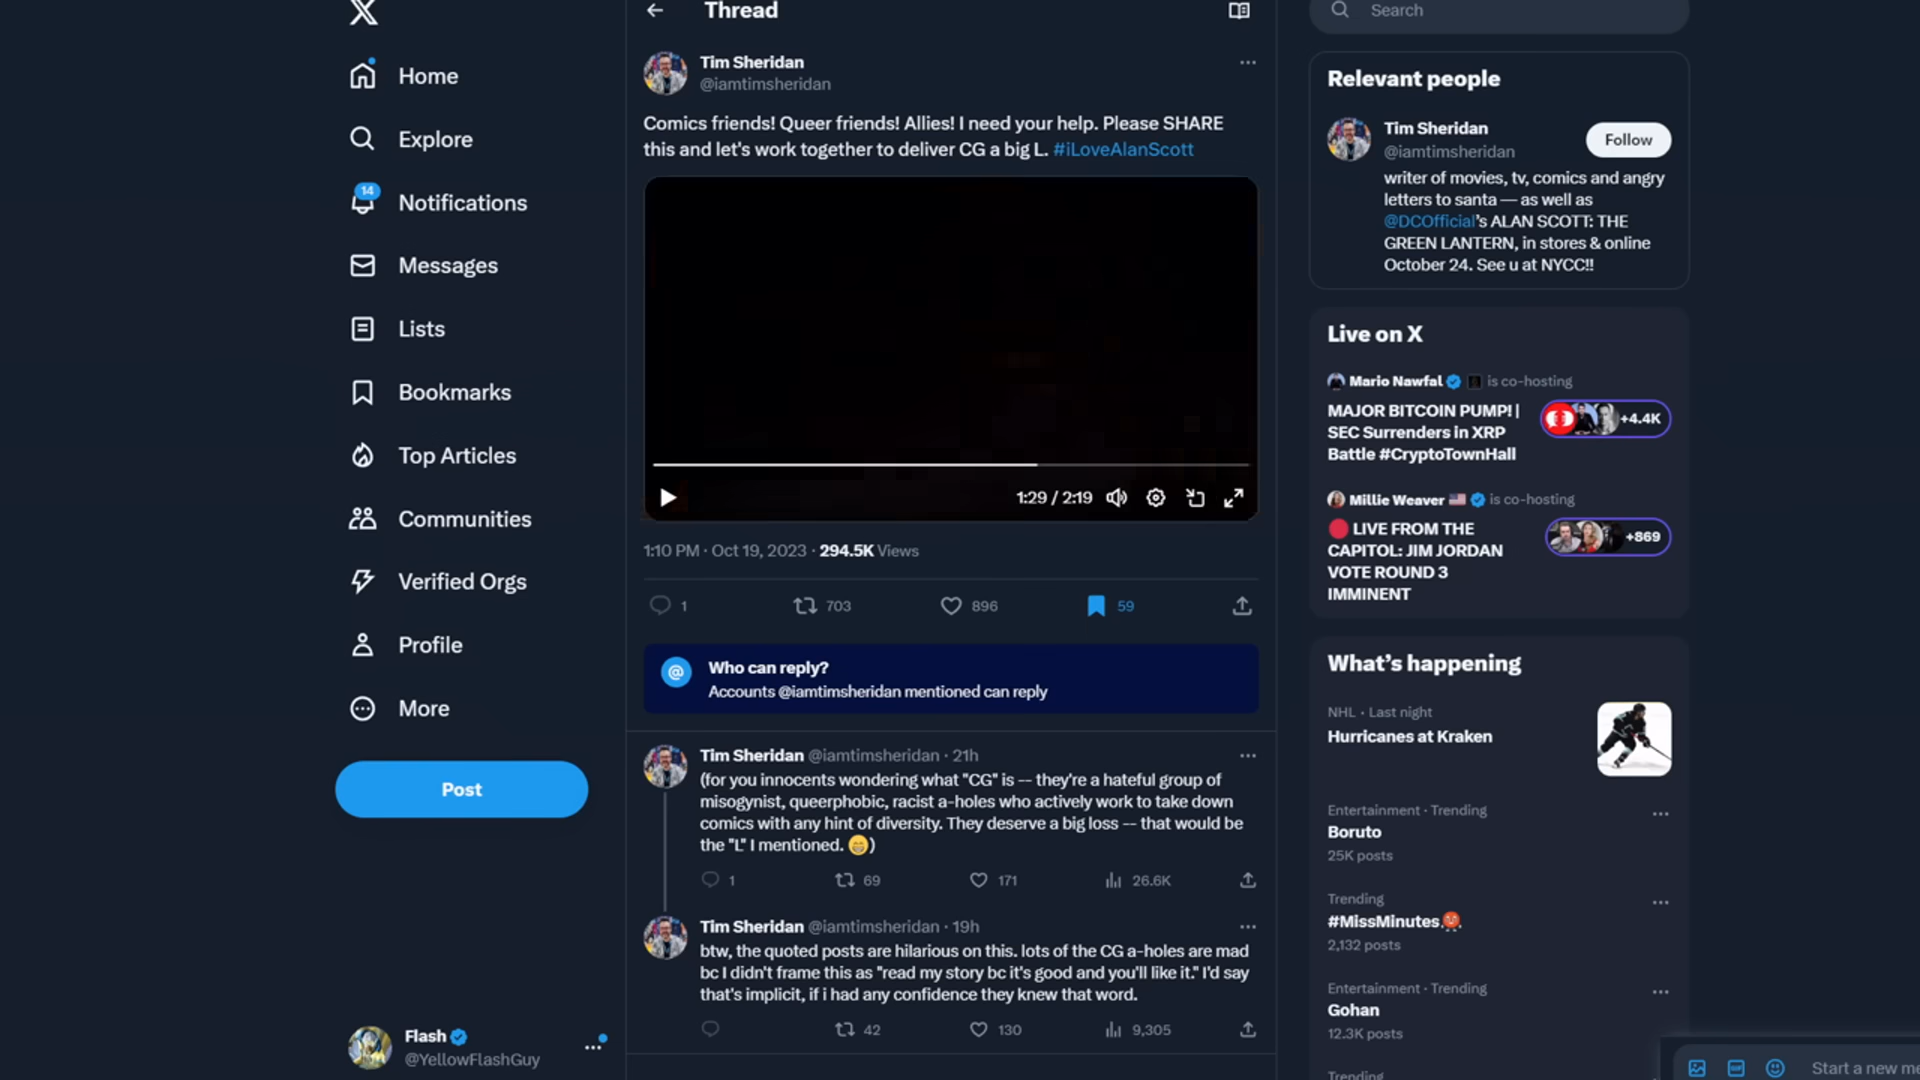 Home
Explore
14
Notifications
Messages
Lists
Bookmarks
Top Articles
Communities
Verified Orgs
Profile
More
Post
Flash
@YellowFlashGuy
Thread
Tim Sheridan
@iamtimsheridan
Comics friends! Queer friends! Allies! I need your help. Please SHARE
this and let's work together to deliver CG a big L. #iLoveAlanScott
1:29 / 2:19
1:10 PM · Oct 19, 2023 · 294.5K Views
1 703 896 59
Who can reply?
Accounts @iamtimsheridan mentioned can reply
Tim Sheridan @iamtimsheridan · 21h
(for you innocents wondering what "CG" is -- they're a hateful group of
misogynist, queerphobic, racist a-holes who actively work to take down
comics with any hint of diversity. They deserve a big loss -- that would be
the "L" I mentioned. 😁)
1 69 171 26.6K
Tim Sheridan @iamtimsheridan · 19h
btw, the quoted posts are hilarious on this. lots of the CG a-holes are mad
bc I didn't frame this as "read my story bc it's good and you'll like it." I'd say
that's implicit, if i had any confidence they knew that word.
42 130 9,305
Search
Relevant people
Tim Sheridan
@iamtimsheridan
Follow
writer of movies, tv, comics and angry
letters to santa — as well as
@DCOfficial's ALAN SCOTT: THE
GREEN LANTERN, in stores & online
October 24. See u at NYCC!!
Live on X
Mario Nawfal is co-hosting
MAJOR BITCOIN PUMP! |
SEC Surrenders in XRP
Battle #CryptoTownHall
+4.4K
Millie Weaver 🇺🇸 is co-hosting
🔴 LIVE FROM THE
CAPITOL: JIM JORDAN
VOTE ROUND 3
IMMINENT
+869
What's happening
NHL · Last night
Hurricanes at Kraken
Entertainment · Trending
Boruto
25K posts
Trending
#MissMinutes
2,132 posts
Entertainment · Trending
Gohan
12.3K posts
Trending
Start a new me